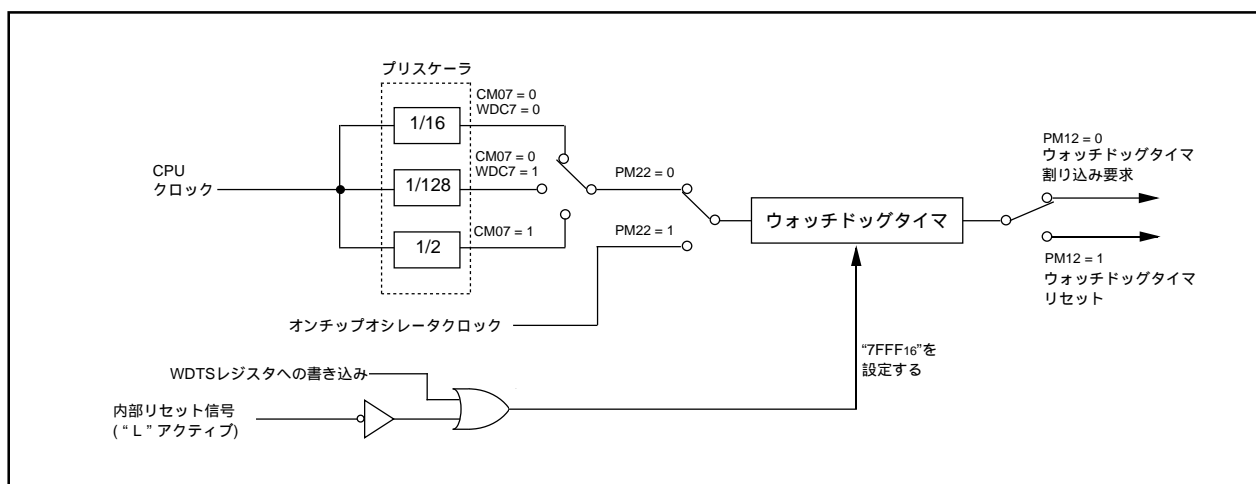 プリスケーラ
CM07 = 0
WDC7 = 0
1/16
CPU
クロック
CM07 = 0
WDC7 = 1
1/128
CM07 = 1
1/2
PM22 = 0
PM22 = 1
オンチップオシレータクロック
ウォッチドッグタイマ
PM12 = 0
ウォッチドッグタイマ
割り込み要求
PM12 = 1
ウォッチドッグタイマ
リセット
“7FFF16”を
設定する
WDTSレジスタへの書き込み
内部リセット信号
( “ L ” アクティブ)